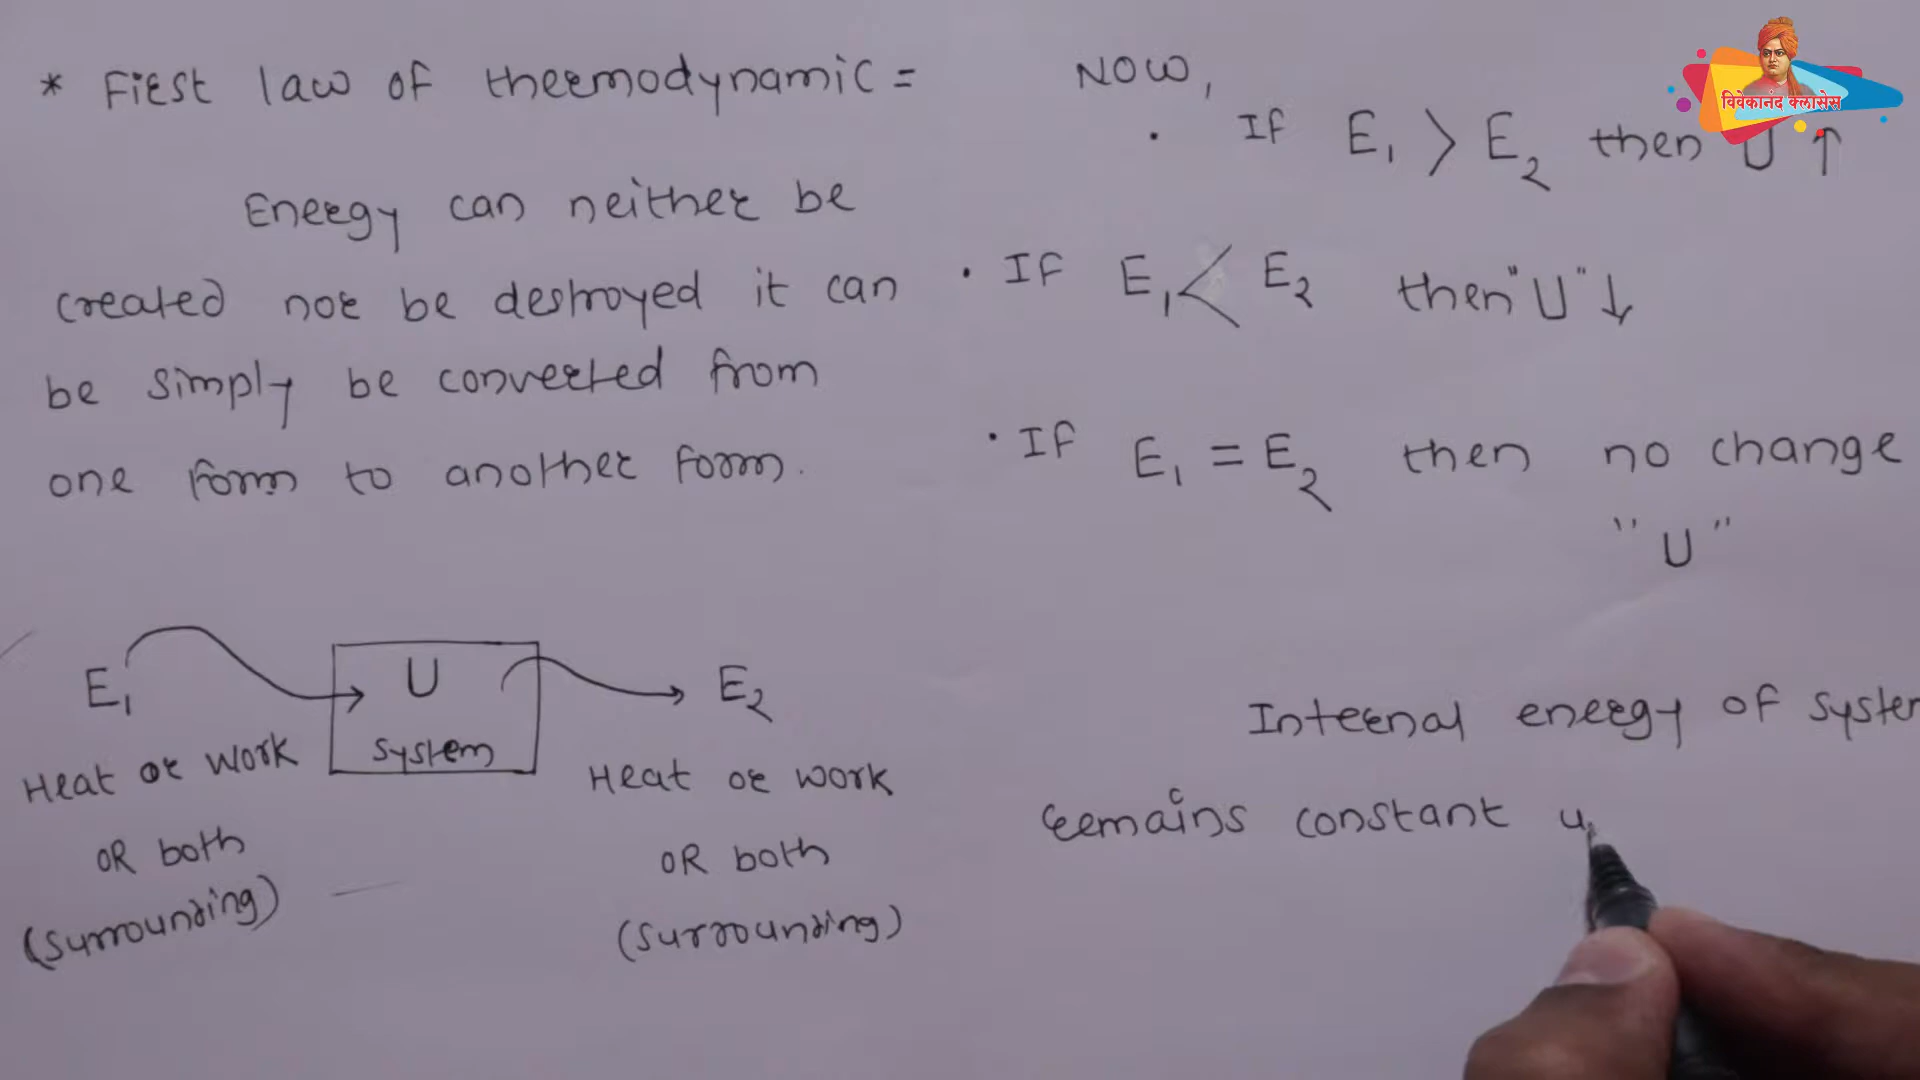 * First law of thermodynamic =
Energy can neither be
created nor be destroyed it can
be simply be converted from
one form to another form.
E1
U
system
E2
Heat or work
OR both
(surrounding)
Heat or work
OR both
(surrounding)
NOW,
• If E1 > E2 then U ↑
• If E1 < E2 then "U" ↓
• If E1 = E2 then no change
"U"
Internal energy of system
remains constant u
विवेकानंद क्लासेस